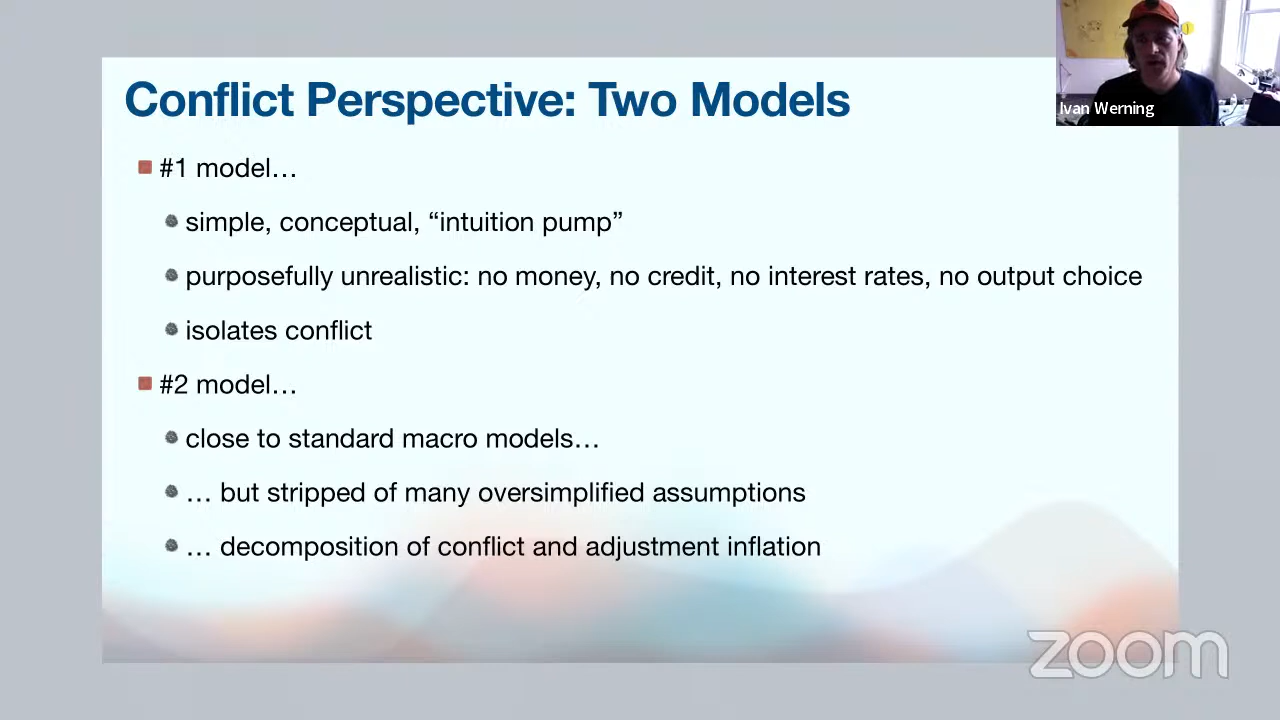 Conflict Perspective: Two Models
Ivan Werning
#1 model…
simple, conceptual, “intuition pump”
purposefully unrealistic: no money, no credit, no interest rates, no output choice
isolates conflict
#2 model…
close to standard macro models…
… but stripped of many oversimplified assumptions
… decomposition of conflict and adjustment inflation
zoom